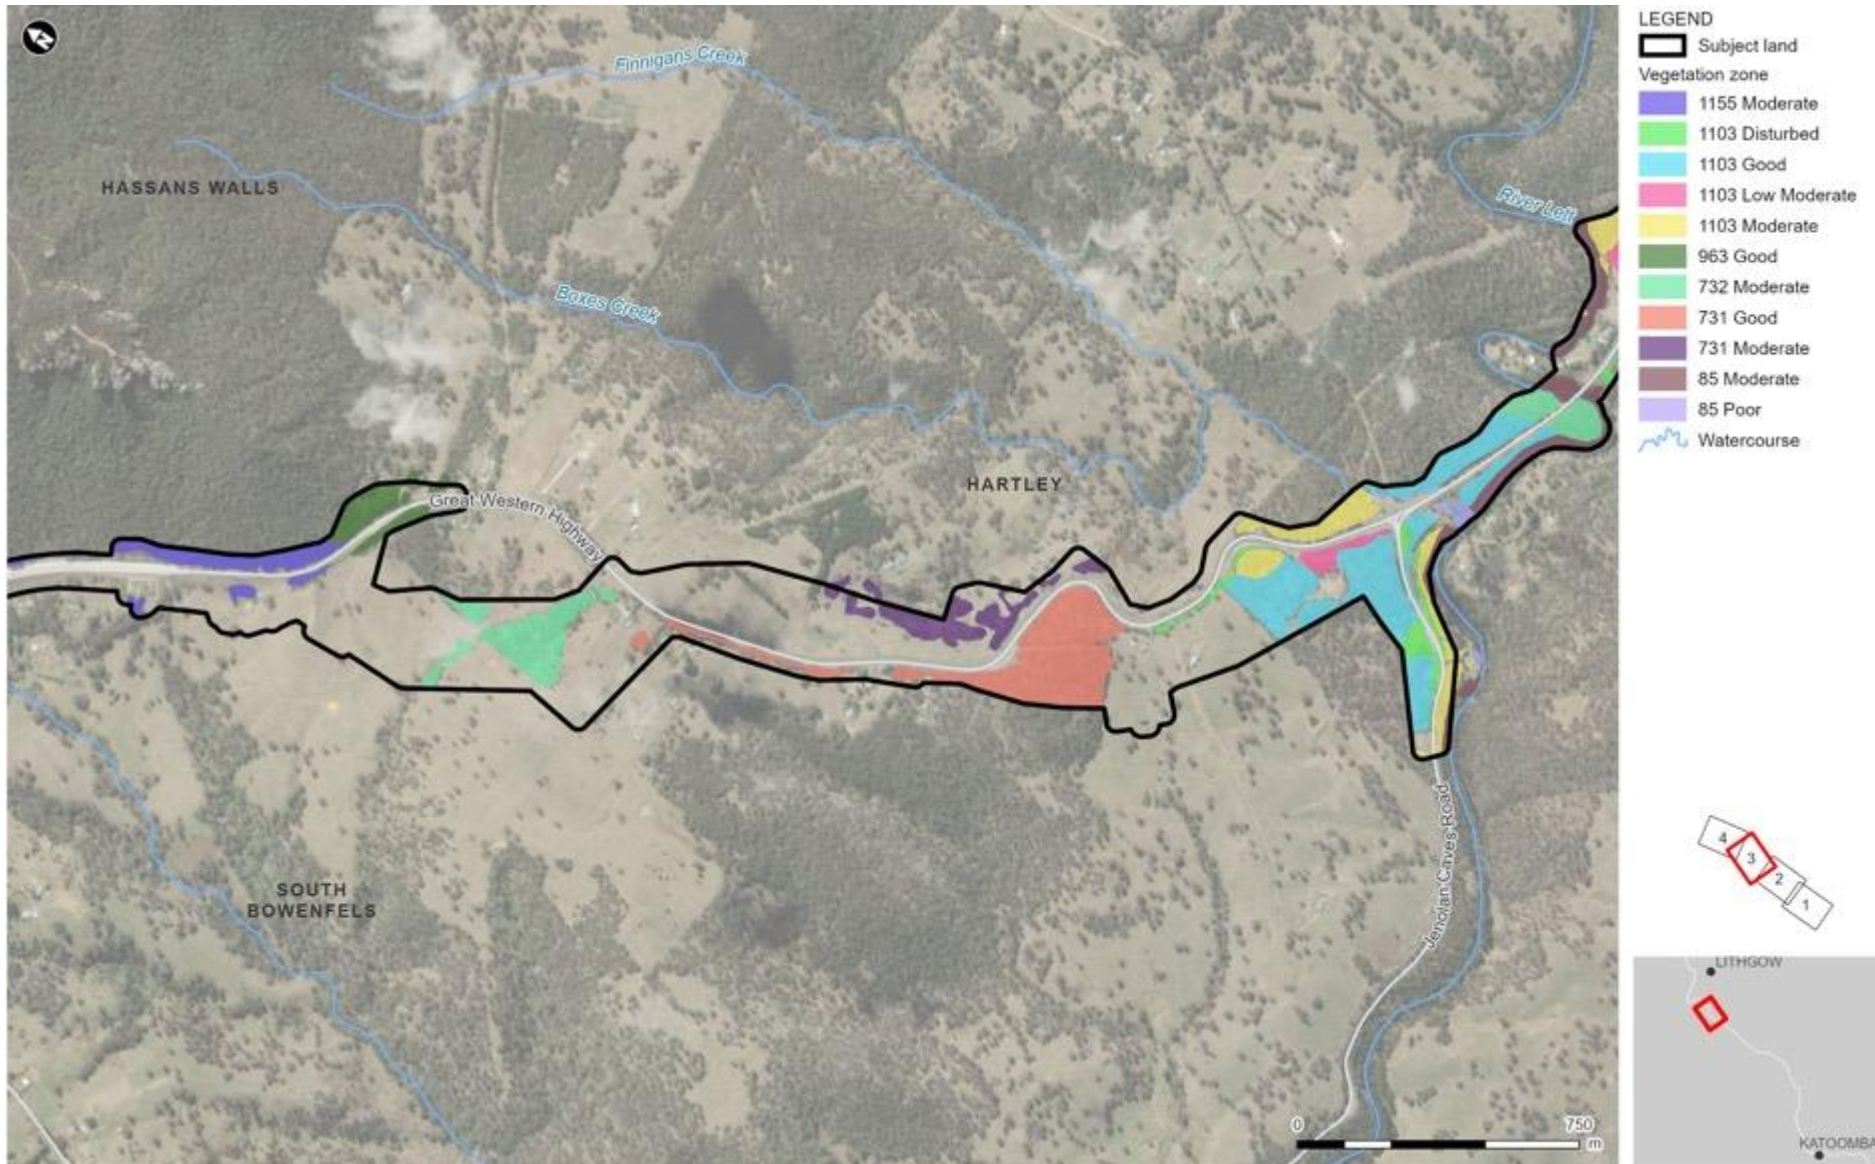 N
Finnigans Creek
HASSANS WALLS
River Lett
Boxes Creek
HARTLEY
Great Western Highway
SOUTH
BOWENFELS
Jenolan Caves Road
0 750
m
LEGEND
Subject land
Vegetation zone
1155 Moderate
1103 Disturbed
1103 Good
1103 Low Moderate
1103 Moderate
963 Good
732 Moderate
731 Good
731 Moderate
85 Moderate
85 Poor
Watercourse
4
3
2
1
LITHGOW
KATOOMBA